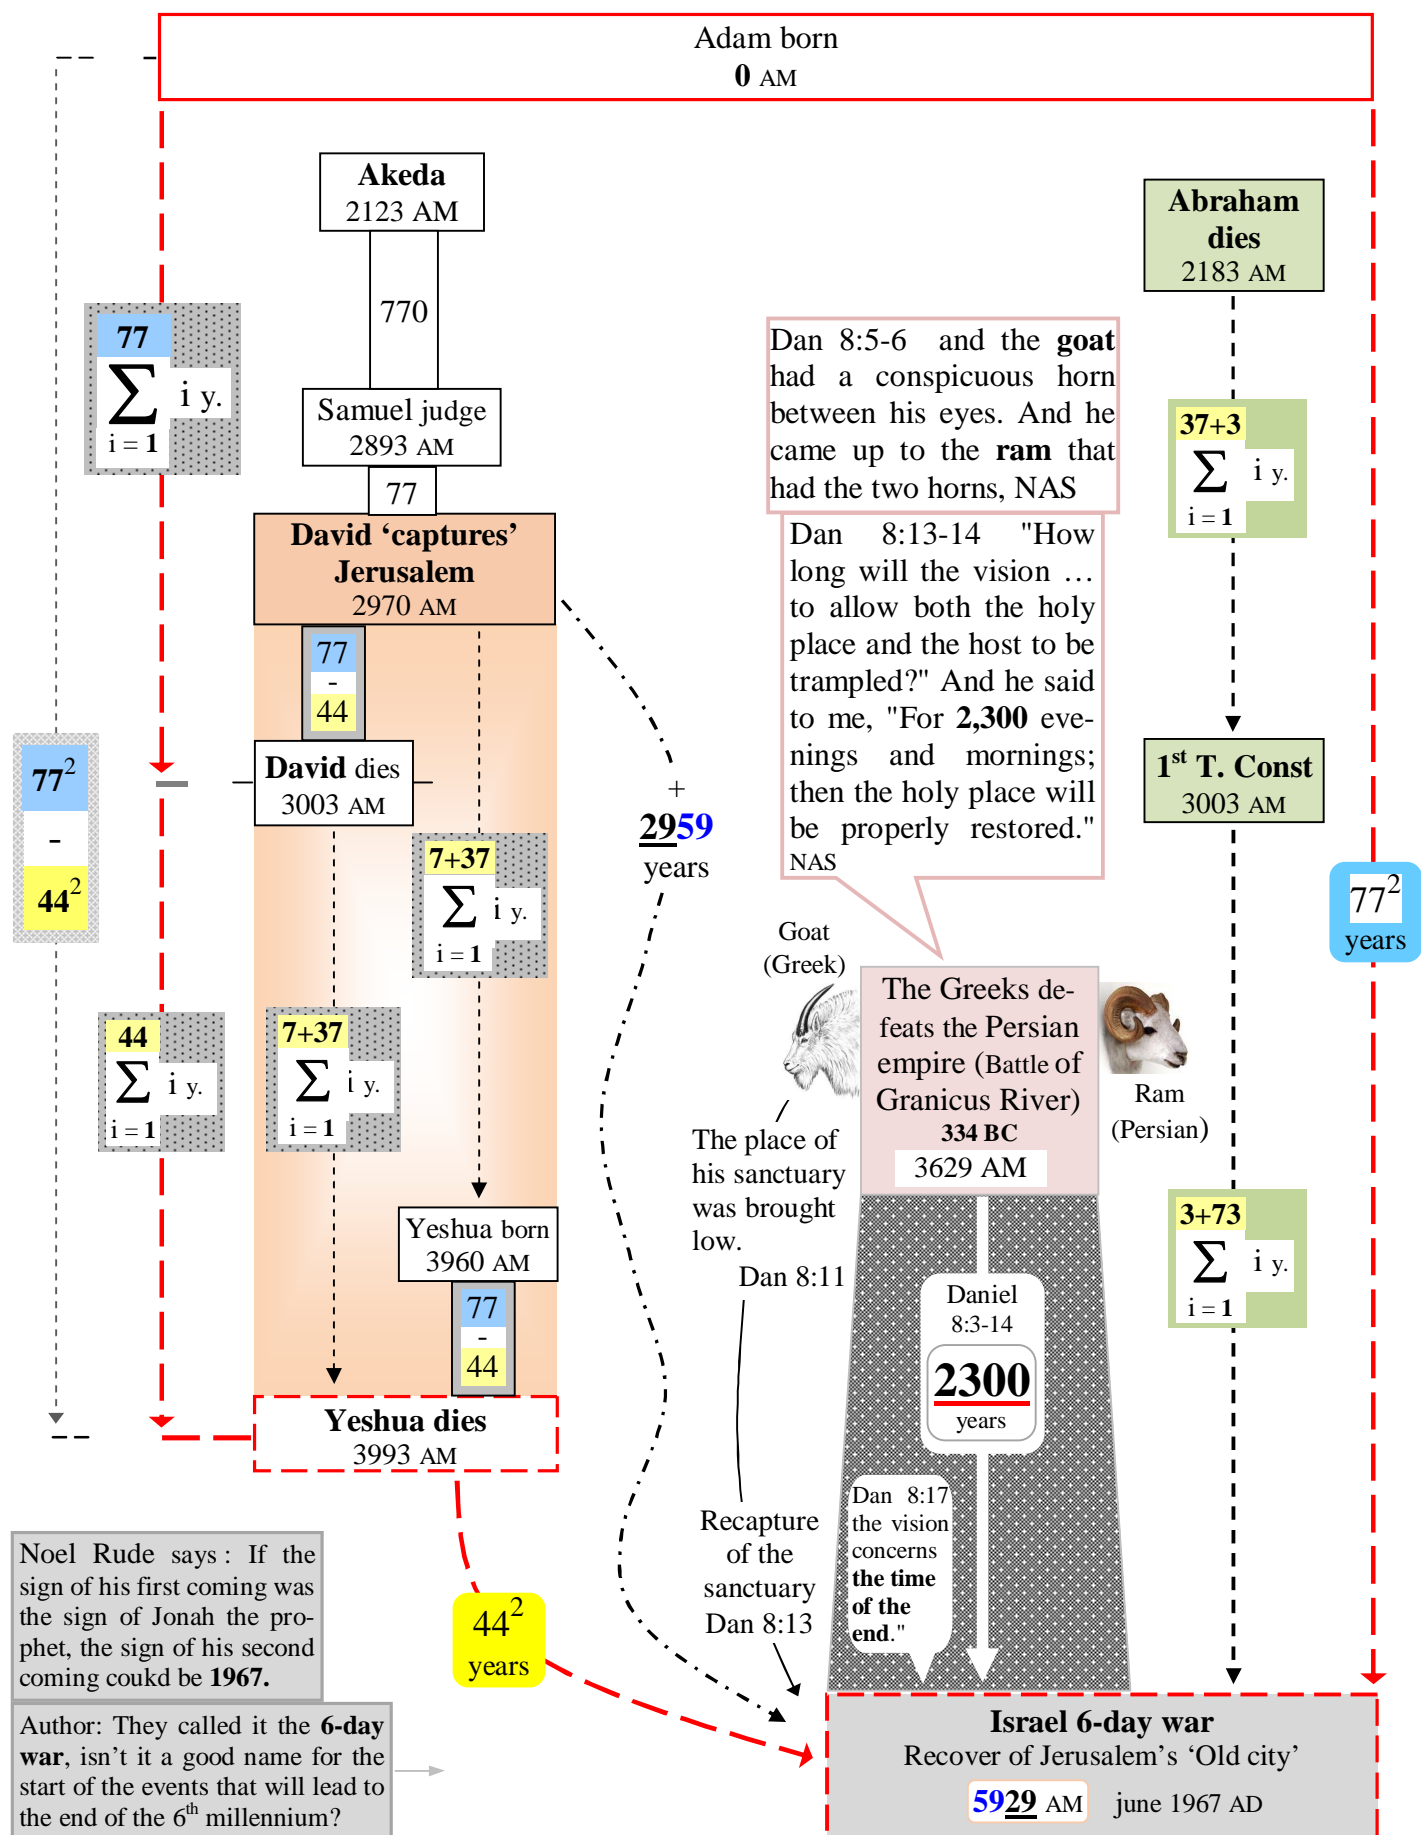 Adam born
0 AM
Akeda
2123 AM
770
Samuel judge
2893 AM
77
David ‘captures’
Jerusalem
2970 AM
77
-
44
David dies
3003 AM
77
∑ i y.
i = 1
77²
-
44²
44
∑ i y.
i = 1
7+37
∑ i y.
i = 1
7+37
∑ i y.
i = 1
Yeshua born
3960 AM
77
-
44
Yeshua dies
3993 AM
+
2959
years
44²
years
Dan 8:5-6 and the goat
had a conspicuous horn
between his eyes. And he
came up to the ram that
had the two horns, NAS
Dan 8:13-14 "How
long will the vision …
to allow both the holy
place and the host to be
trampled?" And he said
to me, "For 2,300 eve-
nings and mornings;
then the holy place will
be properly restored."
NAS
Goat
(Greek)
The Greeks de-
feats the Persian
empire (Battle of
Granicus River)
334 BC
3629 AM
Ram
(Persian)
The place of
his sanctuary
was brought
low.
Dan 8:11
Recapture
of the
sanctuary
Dan 8:13
Daniel
8:3-14
2300
years
Dan 8:17
the vision
concerns
the time
of the
end."
Abraham
dies
2183 AM
37+3
∑ i y.
i = 1
1st T. Const
3003 AM
3+73
∑ i y.
i = 1
77²
years
Noel Rude says : If the
sign of his first coming was
the sign of Jonah the pro-
phet, the sign of his second
coming coukd be 1967.
Author: They called it the 6-day
war, isn’t it a good name for the
start of the events that will lead to
the end of the 6th millennium?
Israel 6-day war
Recover of Jerusalem’s ‘Old city’
5929 AM june 1967 AD